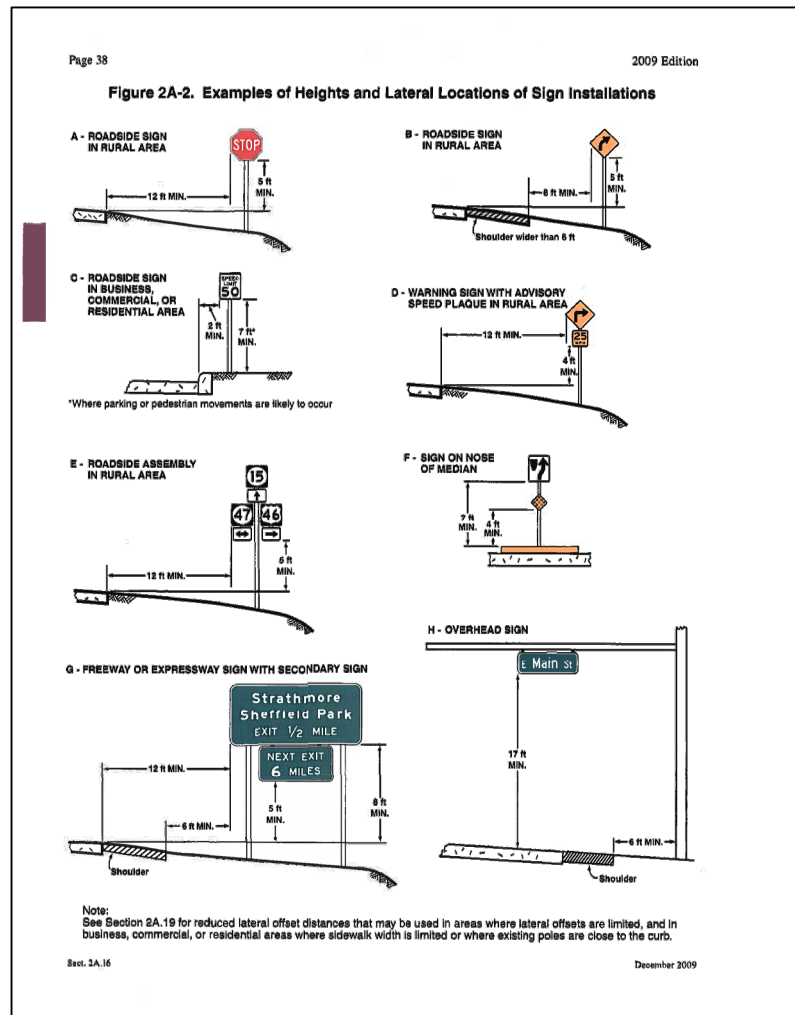 Page 38
2009 Edition
Figure 2A-2. Examples of Heights and Lateral Locations of Sign Installations
A - ROADSIDE SIGN
IN RURAL AREA
STOP
5 ft
MIN.
12 ft MIN.
B - ROADSIDE SIGN
IN RURAL AREA
5 ft
MIN.
6 ft MIN.
Shoulder wider than 6 ft
C - ROADSIDE SIGN
IN BUSINESS,
COMMERCIAL, OR
RESIDENTIAL AREA
SPEED
LIMIT
50
2 ft
MIN.
7 ft*
MIN.
*Where parking or pedestrian movements are likely to occur
D - WARNING SIGN WITH ADVISORY
SPEED PLAQUE IN RURAL AREA
12 ft MIN.
25
4 ft
MIN.
E - ROADSIDE ASSEMBLY
IN RURAL AREA
15
47
46
12 ft MIN.
5 ft
MIN.
F - SIGN ON NOSE
OF MEDIAN
7 ft
MIN.
4 ft
MIN.
G - FREEWAY OR EXPRESSWAY SIGN WITH SECONDARY SIGN
Strathmore
Sheffield Park
EXIT 1/2 MILE
NEXT EXIT
6 MILES
12 ft MIN.
6 ft MIN.
5 ft
MIN.
8 ft
MIN.
Shoulder
H - OVERHEAD SIGN
E Main St
17 ft
MIN.
6 ft MIN.
Shoulder
Note:
See Section 2A.19 for reduced lateral offset distances that may be used in areas where lateral offsets are limited, and in
business, commercial, or residential areas where sidewalk width is limited or where existing poles are close to the curb.
Sect. 2A.16
December 2009